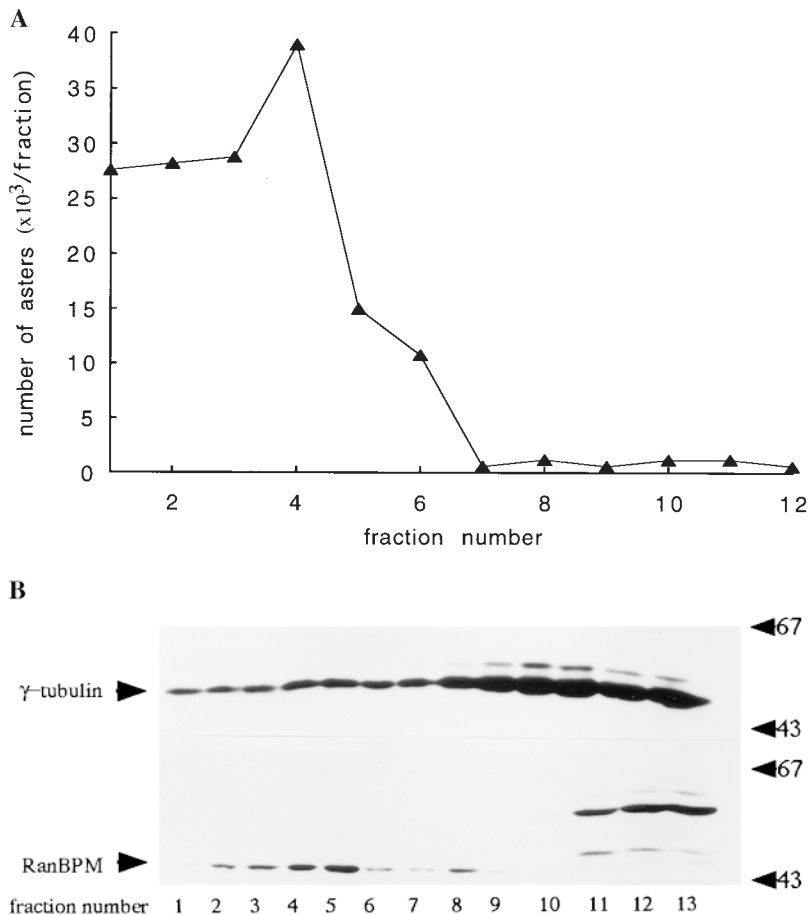 A
number of asters (x10³/fraction)
40
35
30
25
20
15
10
5
0
2
4
6
8
10
12
fraction number
B
67
γ–tubulin
43
67
RanBPM
43
fraction number 1 2 3 4 5 6 7 8 9 10 11 12 13